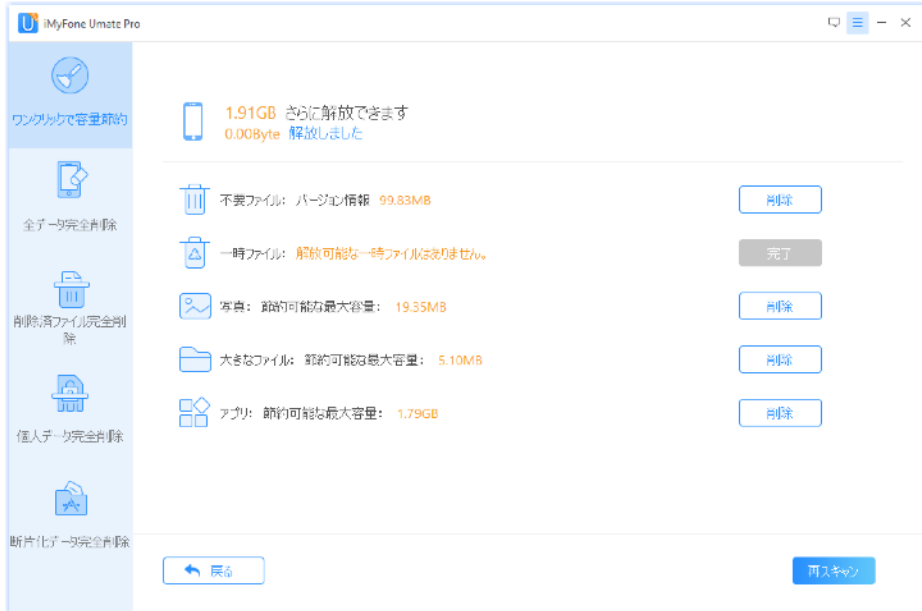 iMyFone Umate Pro
ワンクリックで容量節約
全データ完全削除
削除済ファイル完全削
除
個人データ完全削除
断片化データ完全削除
1.91GB さらに解放できます
0.00Byte 解放しました
不要ファイル: バージョン情報 99.83MB
削除
一時ファイル: 解放可能な一時ファイルはありません。
完了
写真: 節約可能な最大容量: 19.35MB
削除
大きなファイル: 節約可能な最大容量: 5.10MB
削除
アプリ: 節約可能な最大容量: 1.79GB
削除
戻る
再スキャン